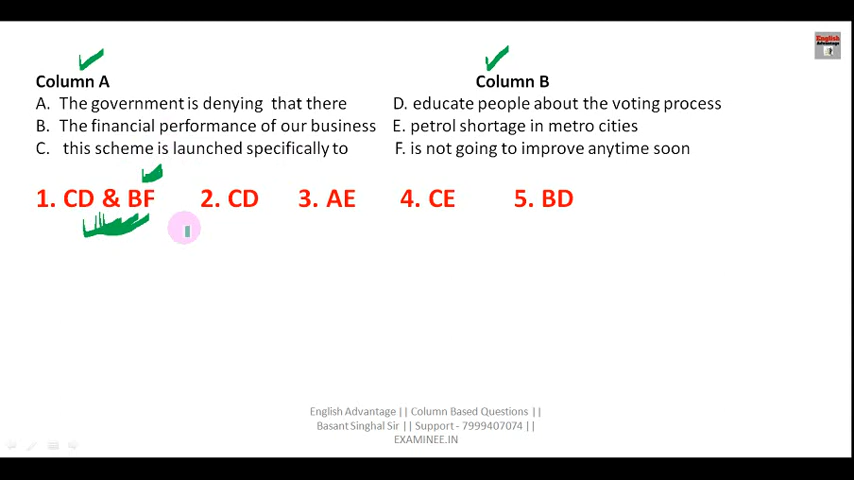 English
Advantage
Column A Column B
A. The government is denying that there D. educate people about the voting process
B. The financial performance of our business E. petrol shortage in metro cities
C. this scheme is launched specifically to F. is not going to improve anytime soon
1. CD & BF 2. CD 3. AE 4. CE 5. BD
English Advantage || Column Based Questions ||
Basant Singhal Sir || Support - 7999407074 ||
EXAMINEE.IN